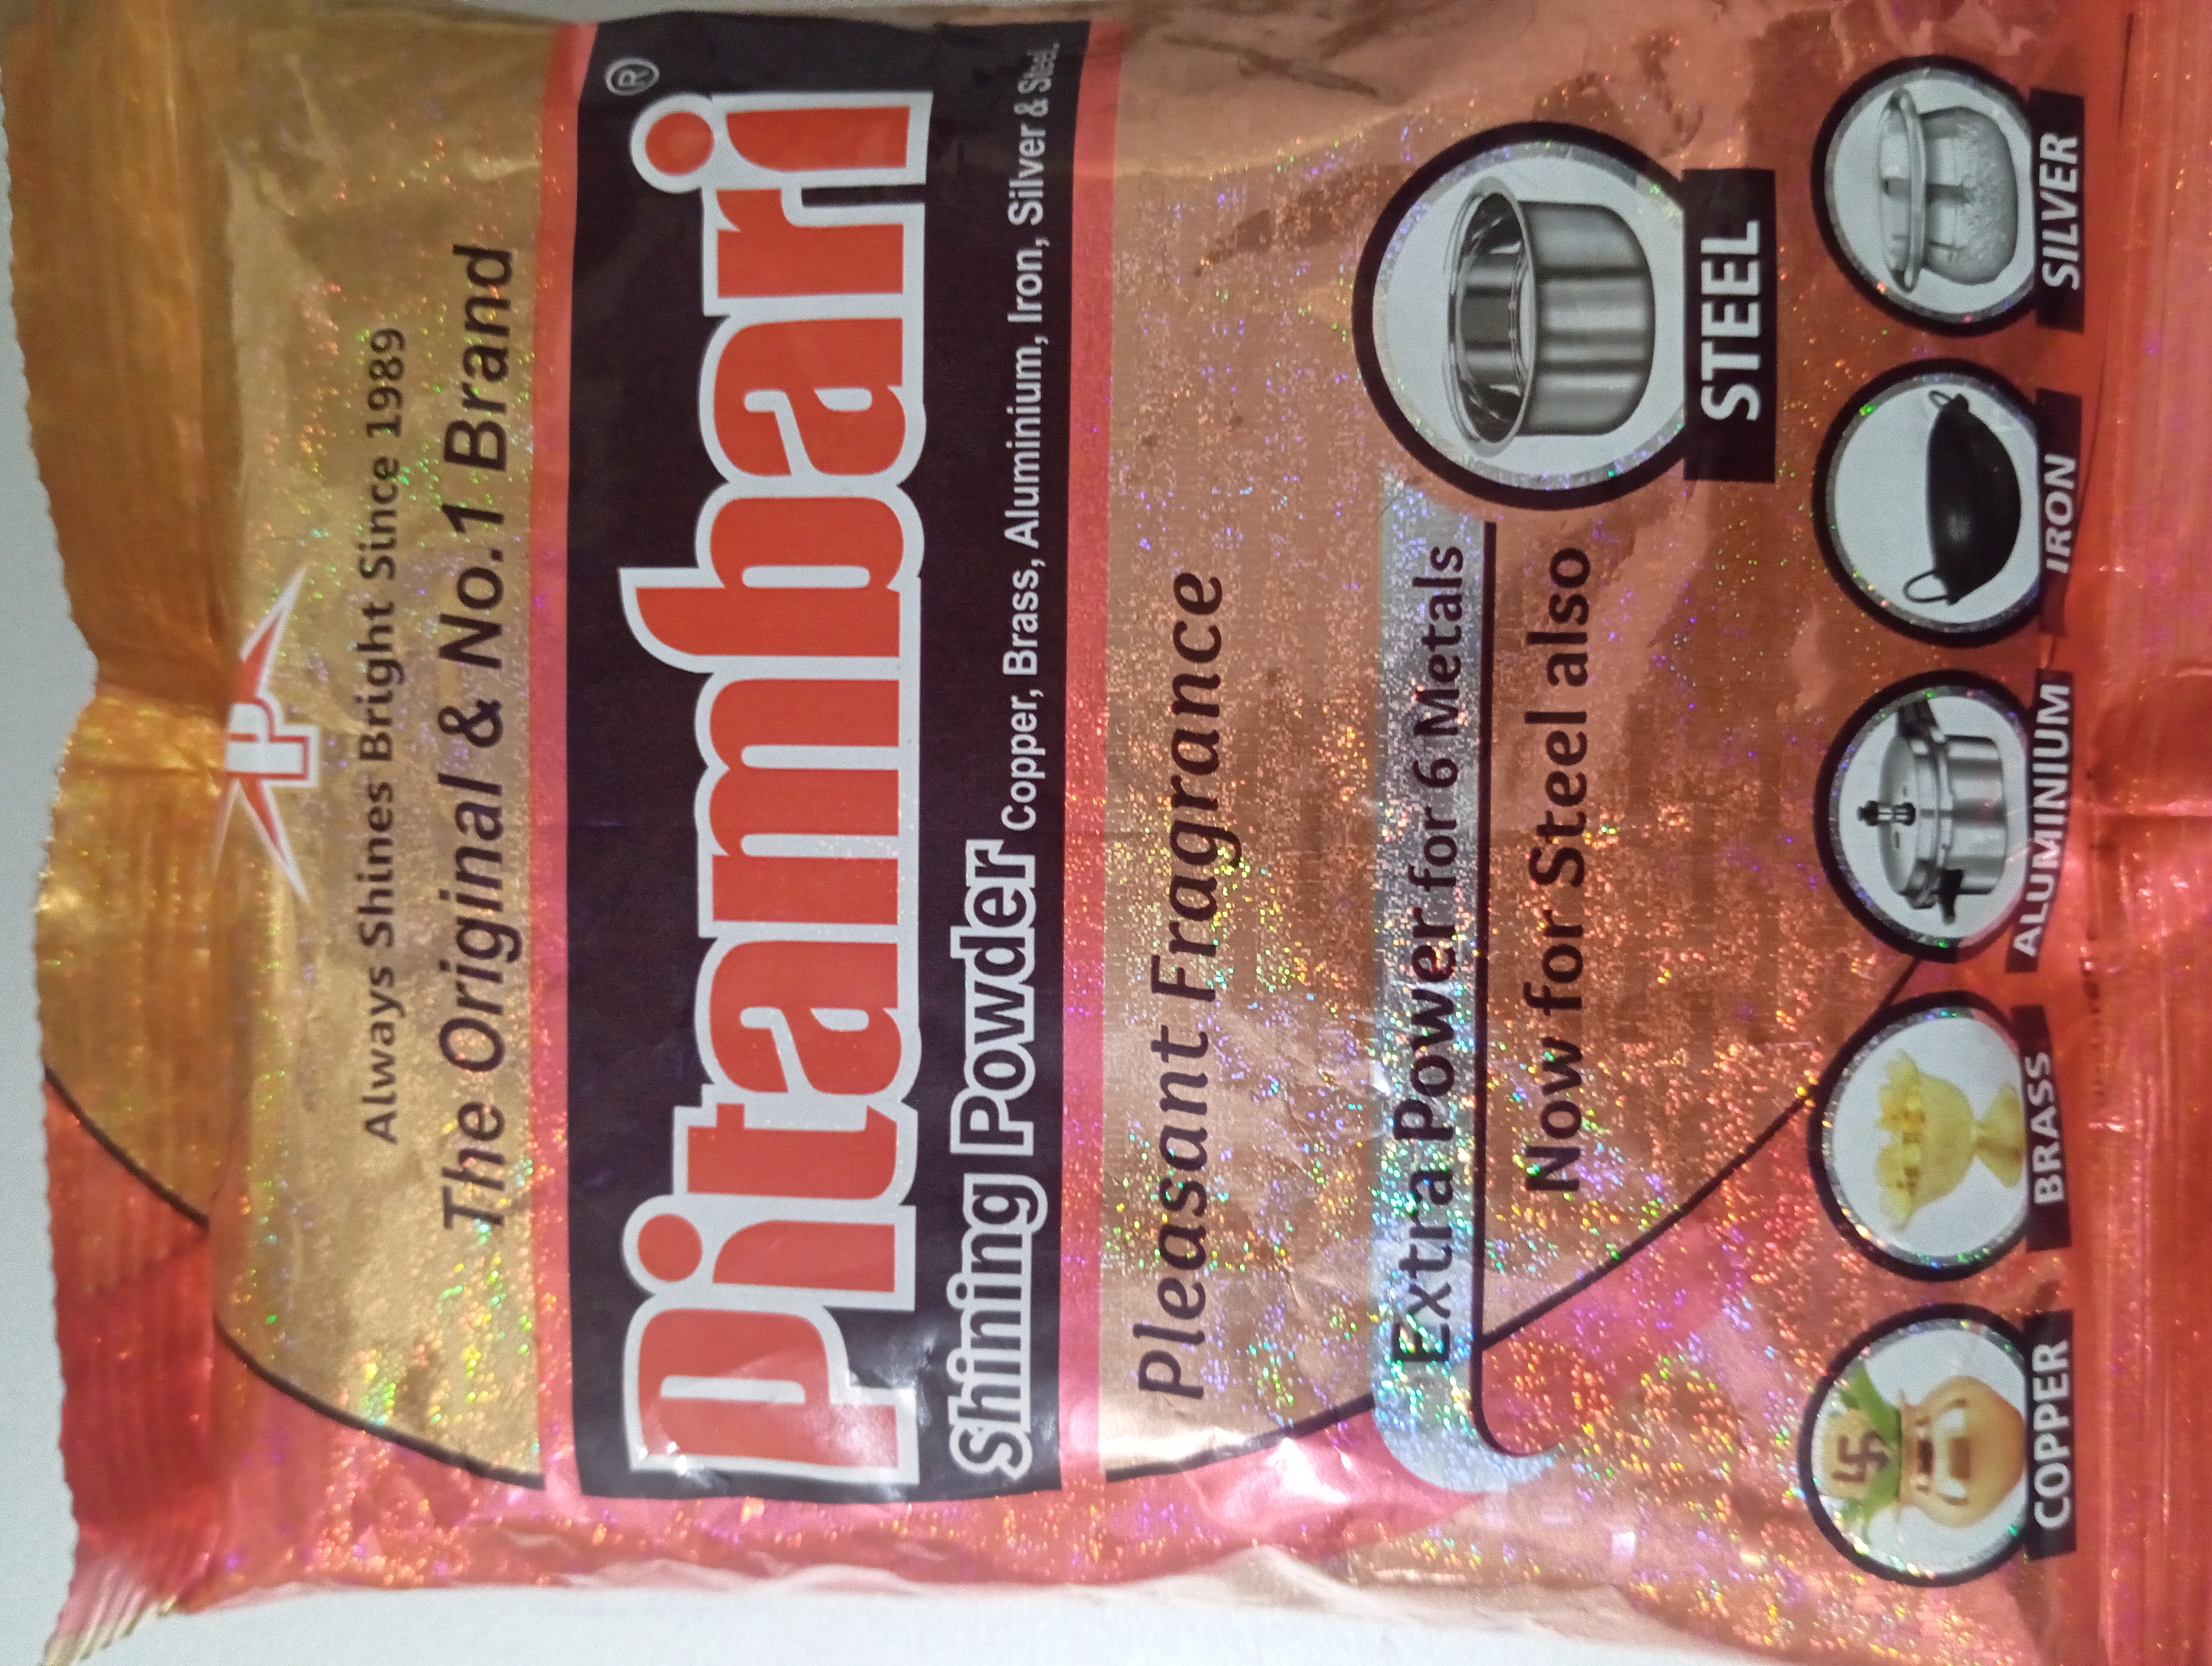 P
Always Shines Bright Since 1989
The Original & No.1 Brand
Pitambari®
Shining Powder Copper, Brass, Aluminium, Iron, Silver & Steel.
Pleasant Fragrance
Extra Power for 6 Metals
Now for Steel also
STEEL
COPPER BRASS ALUMINIUM IRON SILVER